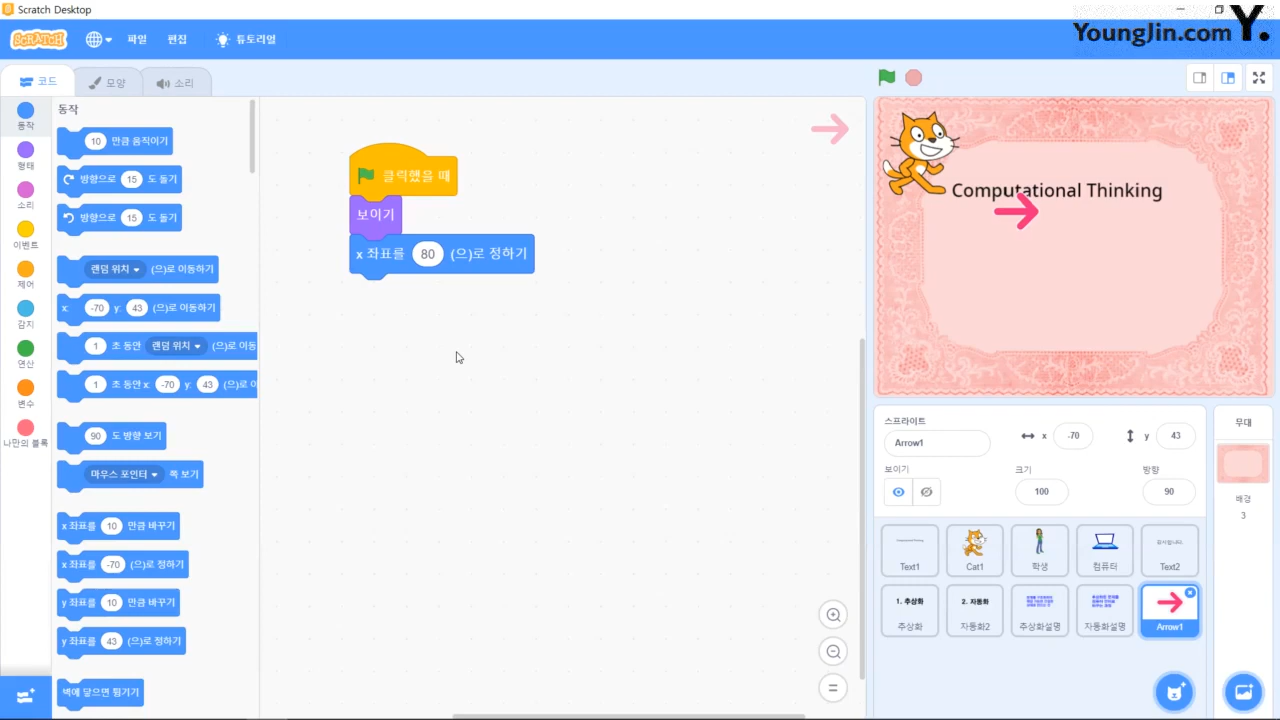 Scratch Desktop
YoungJin.com Y.
SCRATCH 파일 편집 튜토리얼
코드 모양 소리
동작
동작
형태
소리
이벤트
제어
감지
연산
변수
나만의 블록
10 만큼 움직이기
방향으로 15 도 돌기
방향으로 15 도 돌기
랜덤 위치 (으)로 이동하기
x: -70 y: 43 (으)로 이동하기
1 초 동안 랜덤 위치 (으)로 이동
1 초 동안 x: -70 y: 43 (으)로 이
90 도 방향 보기
마우스 포인터 쪽 보기
x 좌표를 10 만큼 바꾸기
x 좌표를 -70 (으)로 정하기
y 좌표를 10 만큼 바꾸기
y 좌표를 43 (으)로 정하기
벽에 닿으면 튕기기
클릭했을 때
보이기
x 좌표를 80 (으)로 정하기
Computational Thinking
스프라이트
Arrow1
x -70 y 43
보이기 크기 방향
100 90
Text1 Cat1 학생 컴퓨터 감사합니다. Text2
1. 추상화
추상화
2. 자동화
자동화2
추상화설명
자동화설명
Arrow1
무대
배경
3